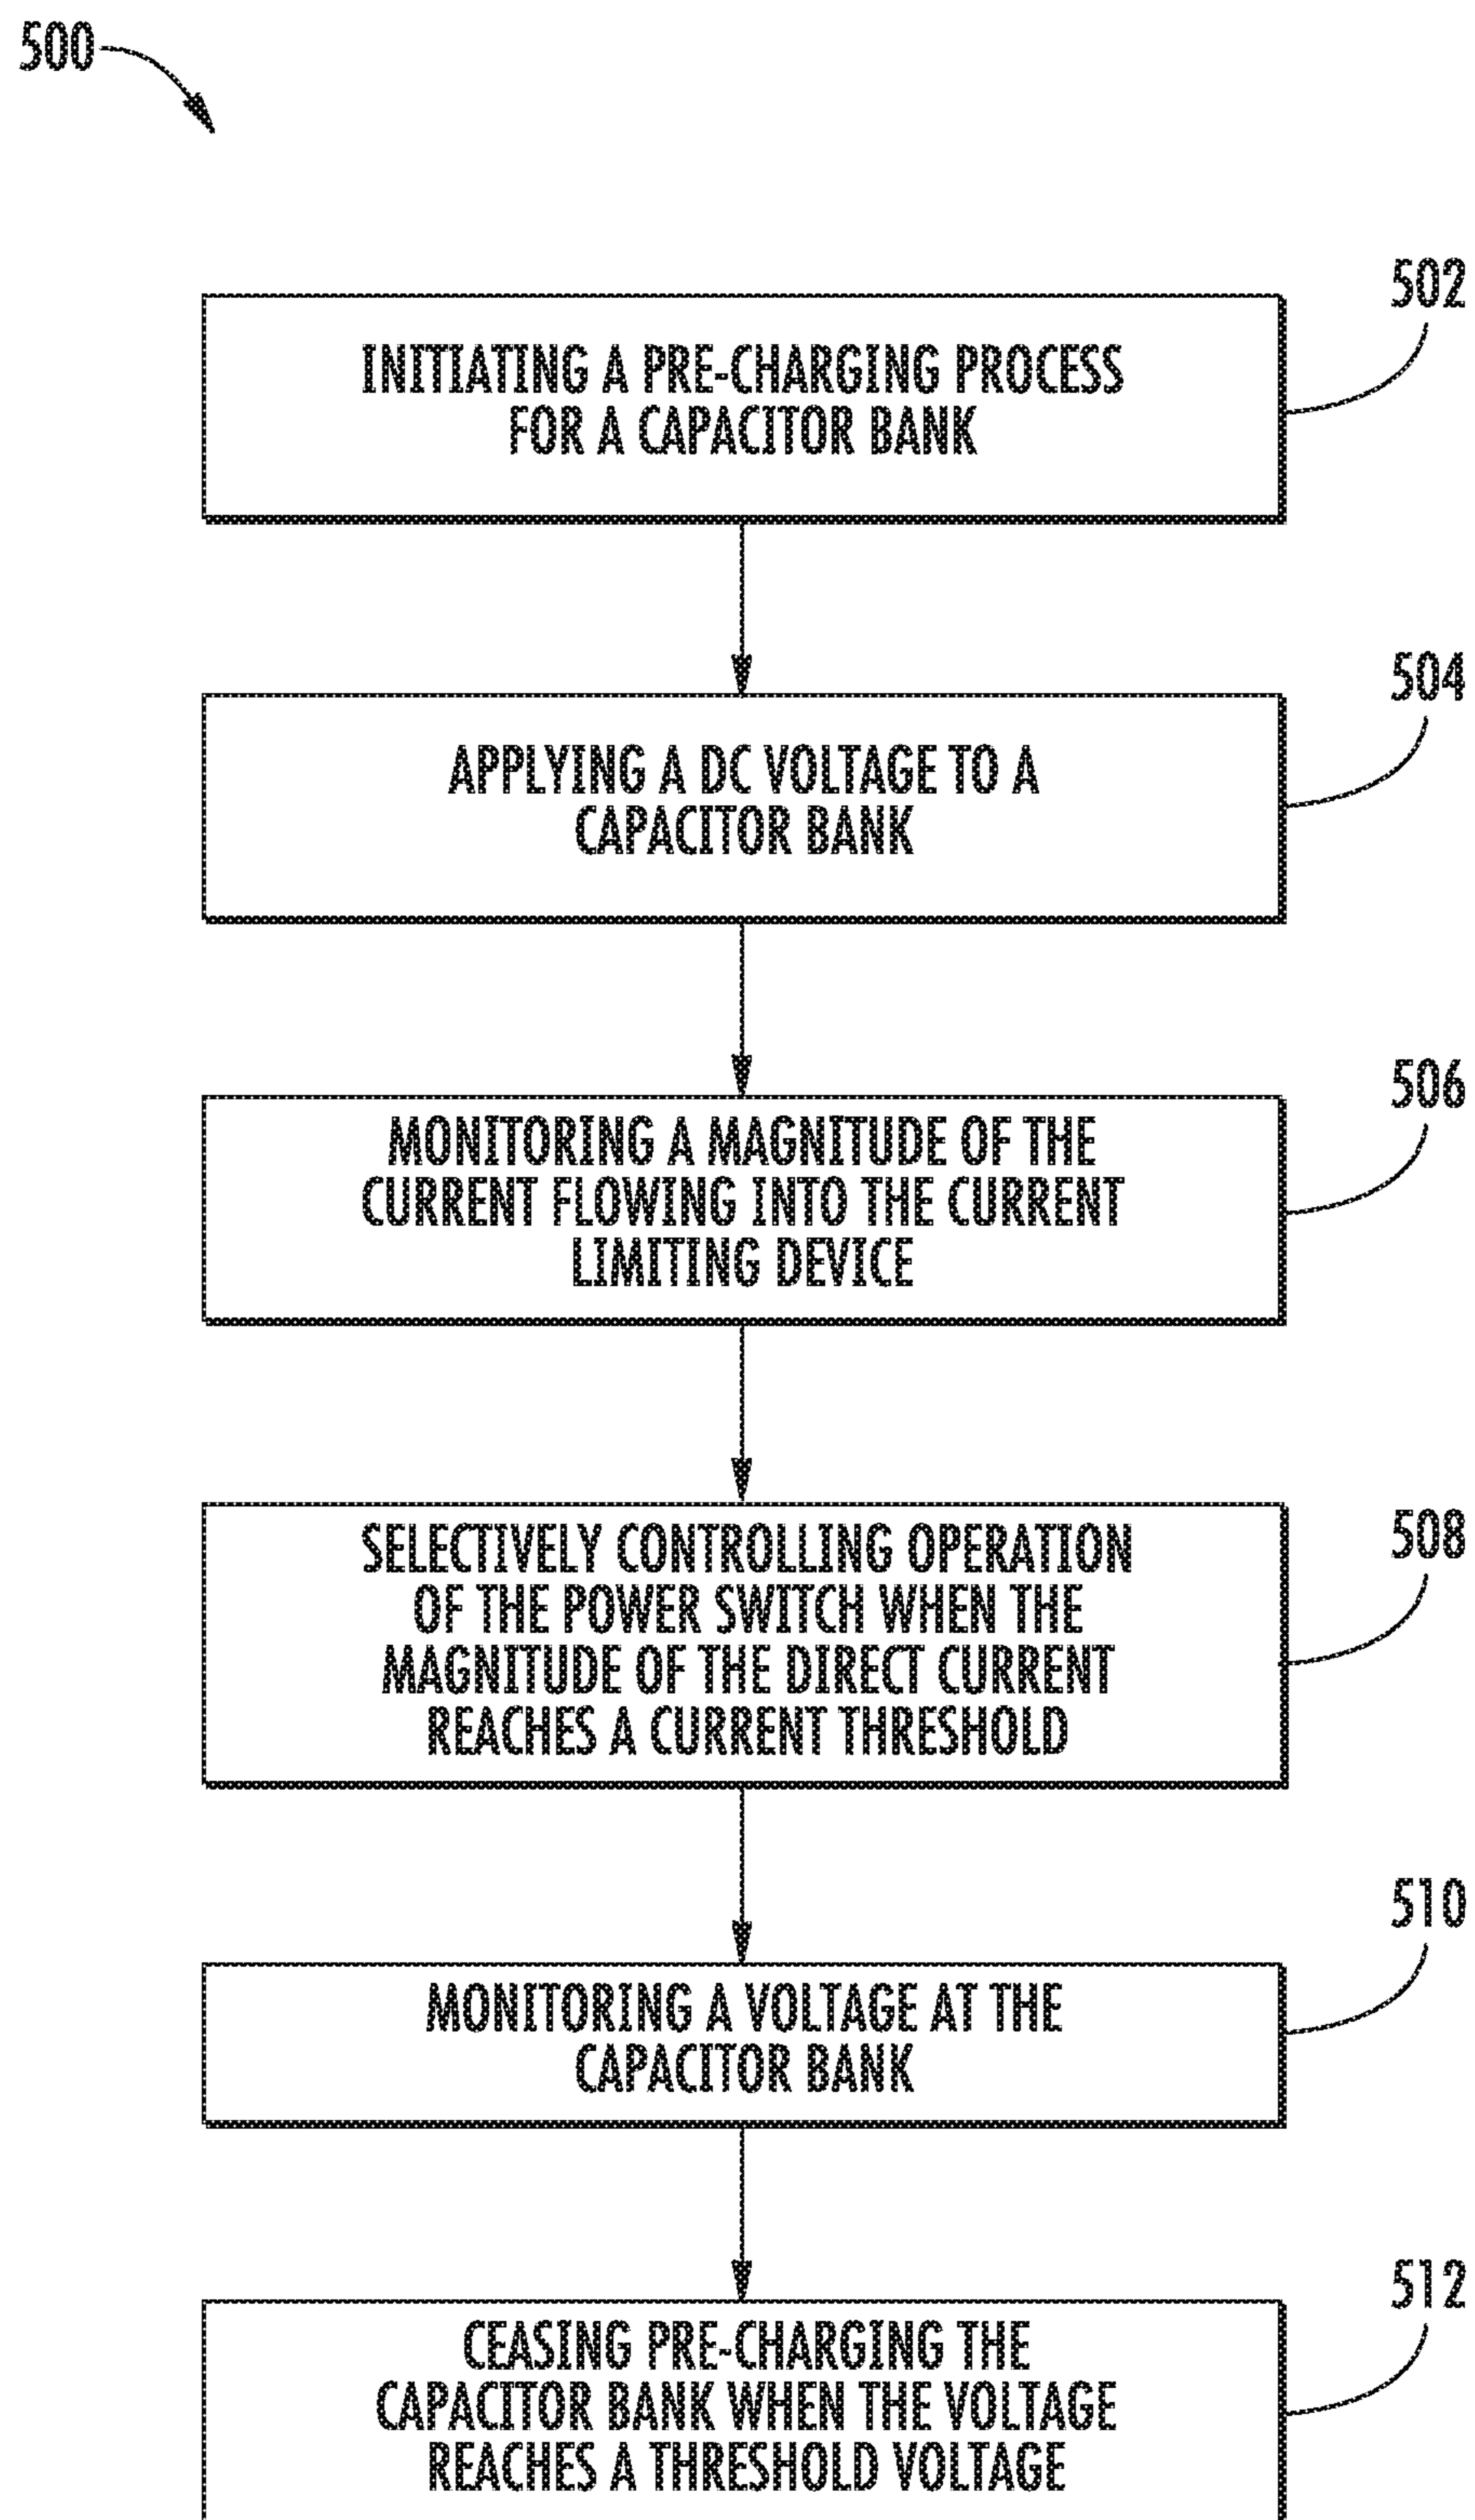 500
502
INITIATING A PRE-CHARGING PROCESS
FOR A CAPACITOR BANK
504
APPLYING A DC VOLTAGE TO A
CAPACITOR BANK
506
MONITORING A MAGNITUDE OF THE
CURRENT FLOWING INTO THE CURRENT
LIMITING DEVICE
508
SELECTIVELY CONTROLLING OPERATION
OF THE POWER SWITCH WHEN THE
MAGNITUDE OF THE DIRECT CURRENT
REACHES A CURRENT THRESHOLD
510
MONITORING A VOLTAGE AT THE
CAPACITOR BANK
512
CEASING PRE-CHARGING THE
CAPACITOR BANK WHEN THE VOLTAGE
REACHES A THRESHOLD VOLTAGE